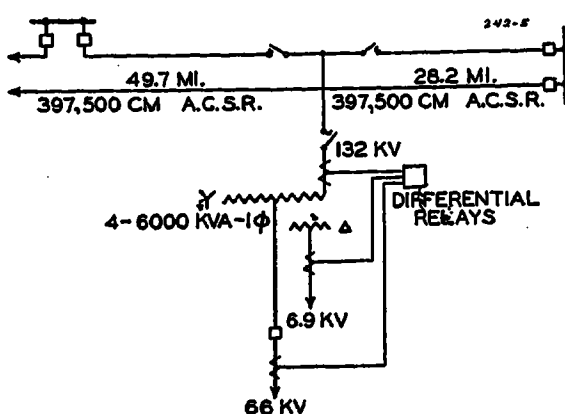 242-5
49.7 MI.
28.2 MI.
397,500 CM A.C.S.R.
397,500 CM A.C.S.R.
132 KV
DIFFERENTIAL
RELAYS
Y
4-6000 KVA-1ϕ
Δ
6.9 KV
66 KV